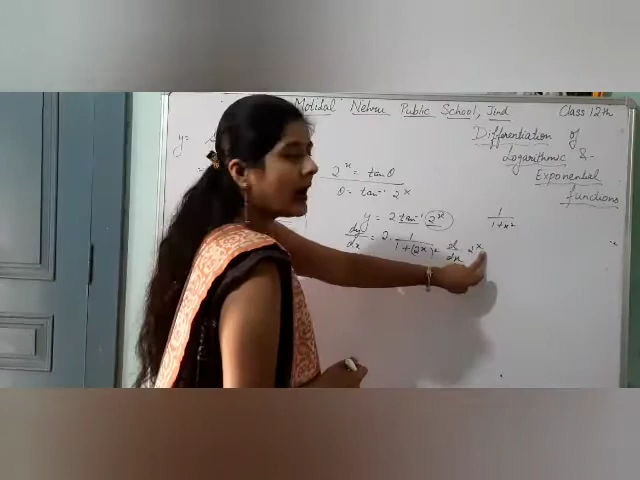 Motilal Nehru Public School, Jind Class 12th
Differentiation of
Logarithmic &
Exponential
functions
y=
2^x = tanθ
θ = tan⁻¹ 2^x
y = 2 tan⁻¹ (2^x)
1/(1+x²)
dy/dx = 2· 1/(1+(2^x)²) d/dx 2^x